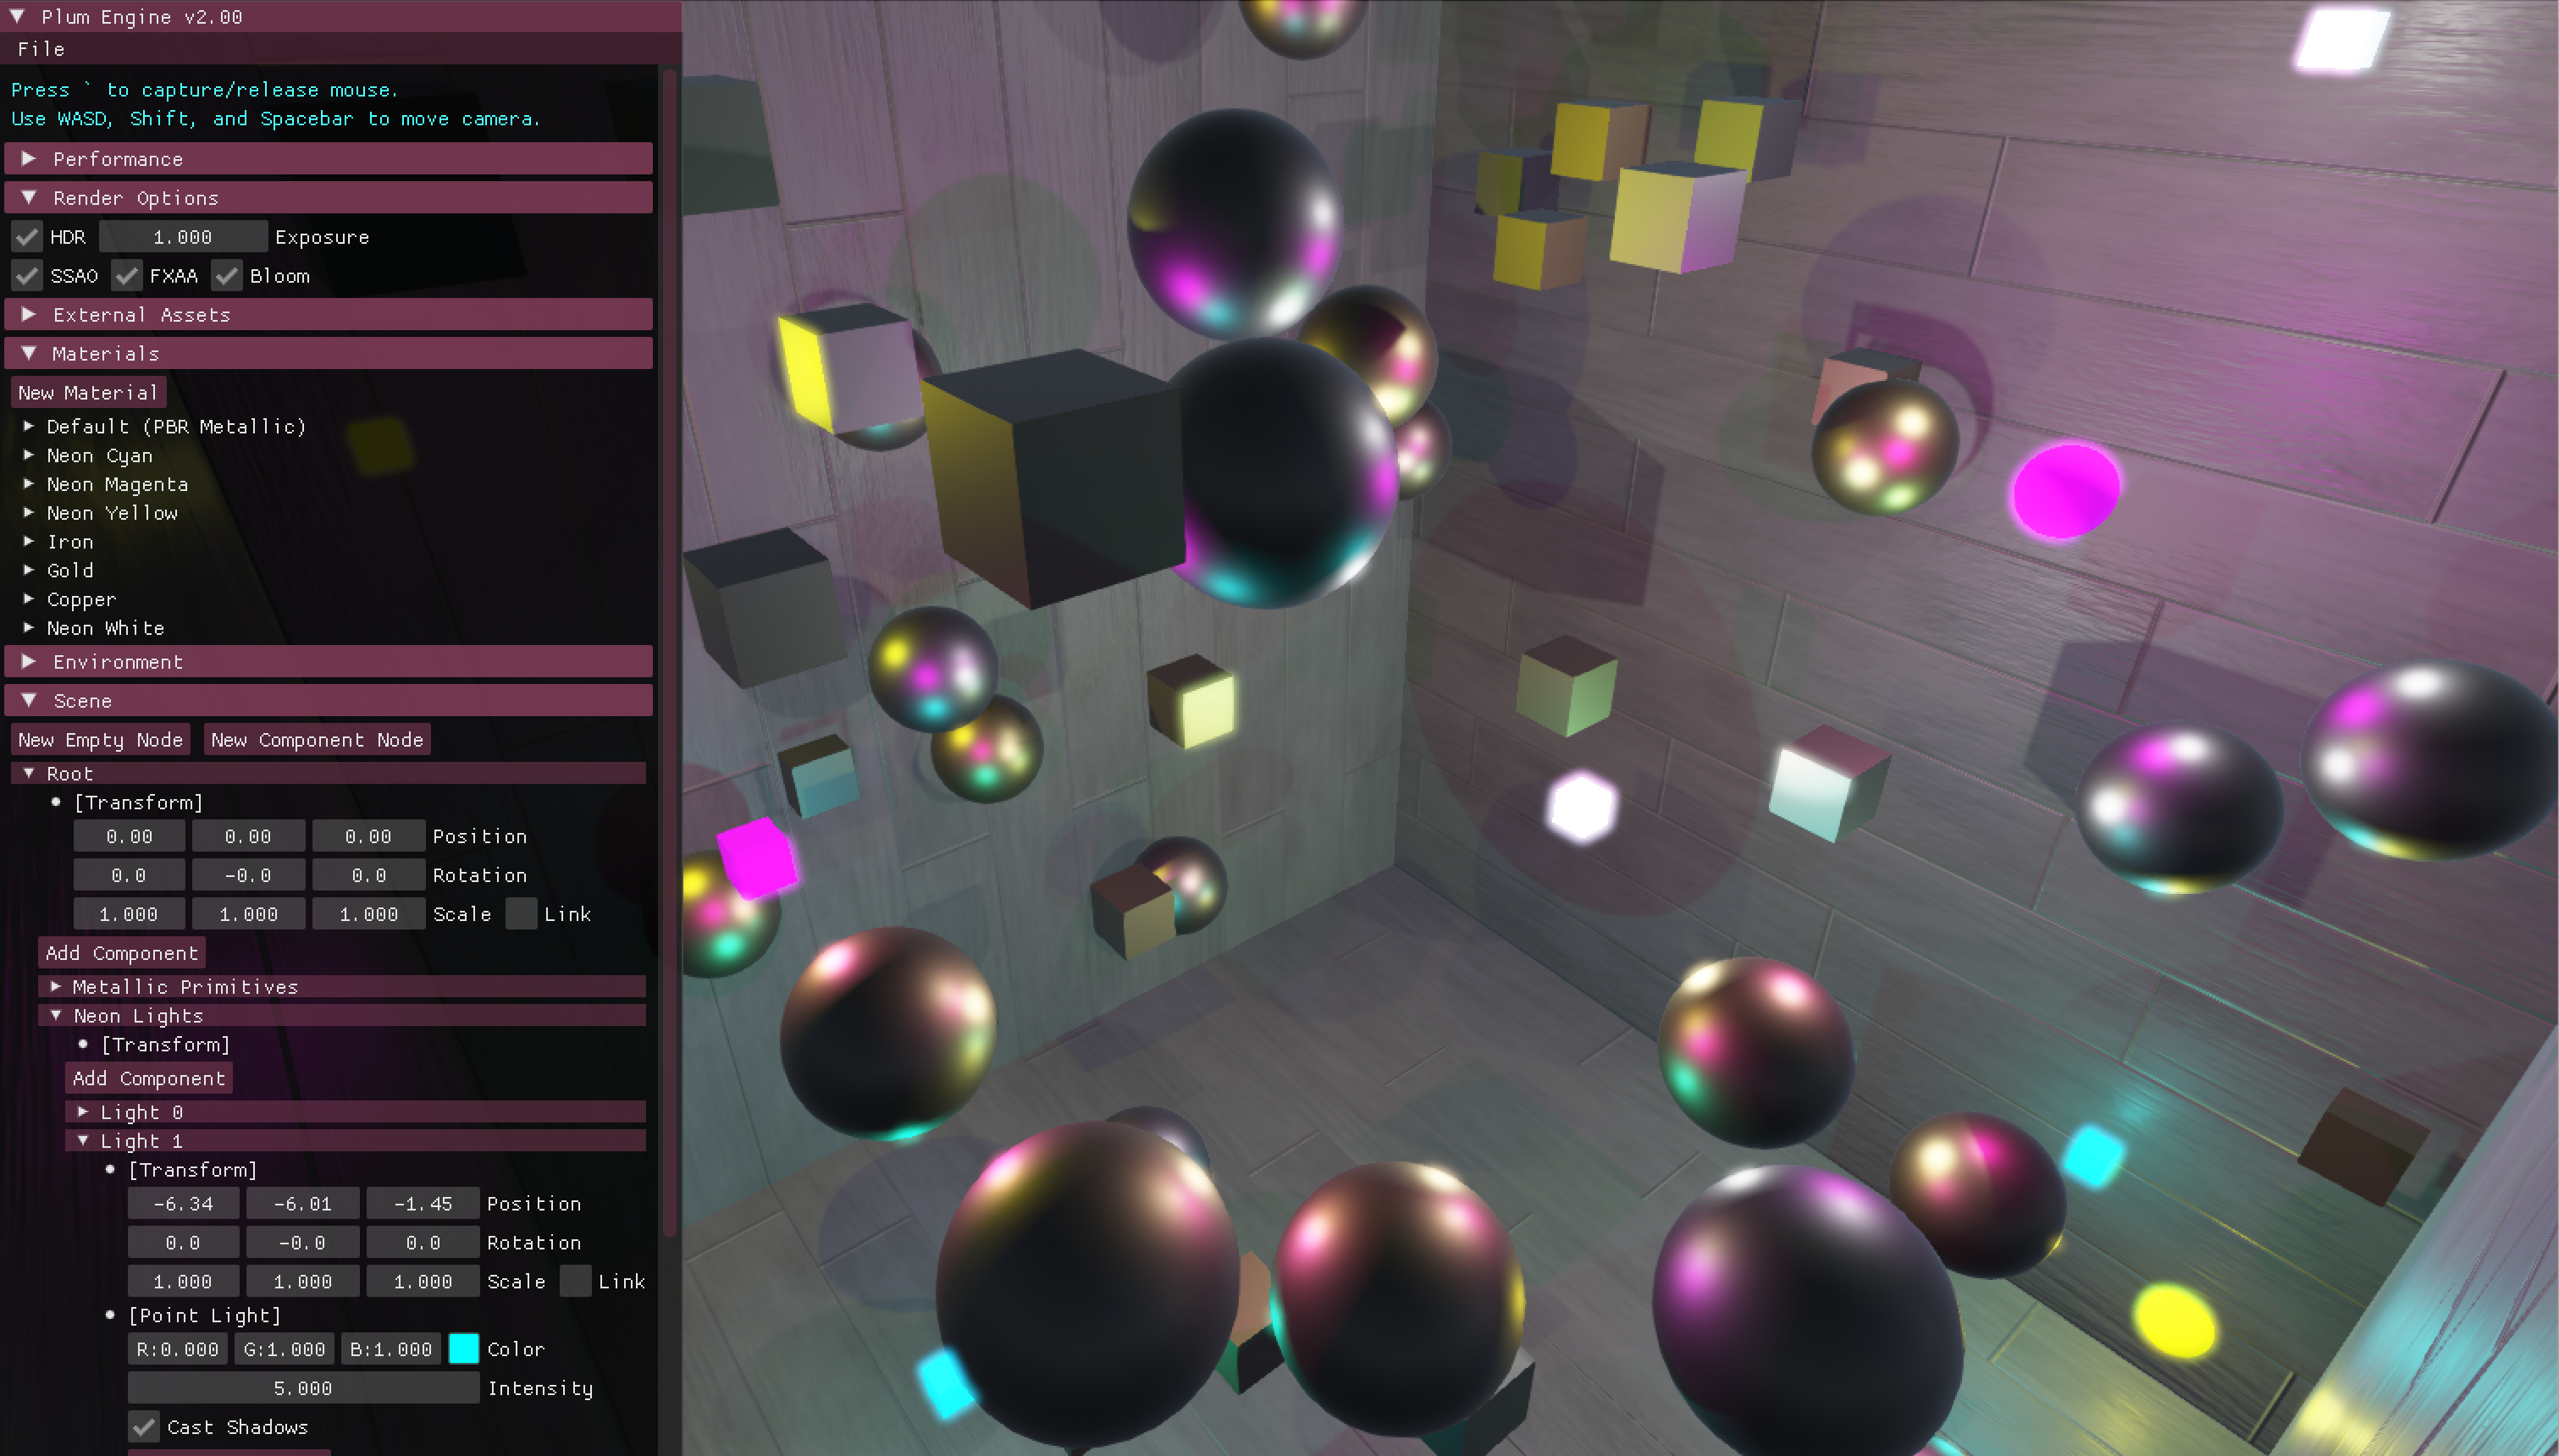 Plum Engine v2.00
File
Press ` to capture/release mouse.
Use WASD, Shift, and Spacebar to move camera.
Performance
Render Options
HDR 1.000 Exposure
SSAO FXAA Bloom
External Assets
Materials
New Material
Default (PBR Metallic)
Neon Cyan
Neon Magenta
Neon Yellow
Iron
Gold
Copper
Neon White
Environment
Scene
New Empty Node New Component Node
Root
[Transform]
0.00 0.00 0.00 Position
0.0 -0.0 0.0 Rotation
1.000 1.000 1.000 Scale Link
Add Component
Metallic Primitives
Neon Lights
[Transform]
Add Component
Light 0
Light 1
[Transform]
-6.34 -6.01 -1.45 Position
0.0 -0.0 0.0 Rotation
1.000 1.000 1.000 Scale Link
[Point Light]
R:0.000 G:1.000 B:1.000 Color
5.000 Intensity
Cast Shadows